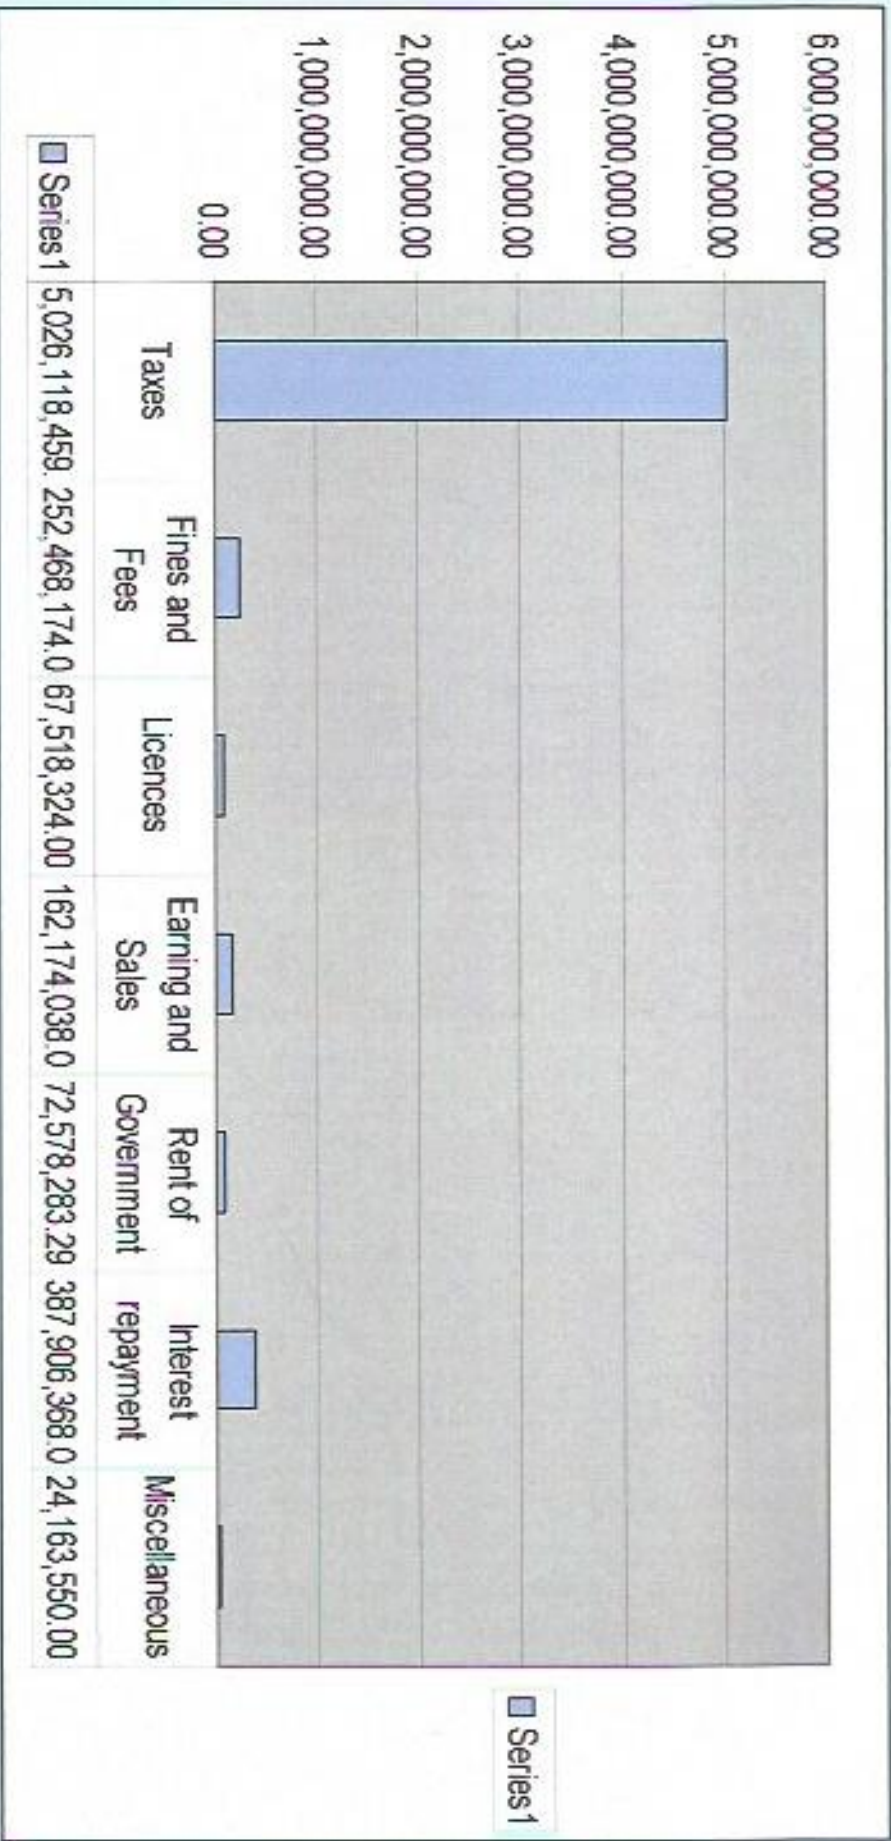 6,000,000,000.00
5,000,000,000.00
4,000,000,000.00
3,000,000,000.00
2,000,000,000.00
1,000,000,000.00
0.00
Taxes
Fines and
Fees
Licences
Earning and
Sales
Rent of
Government
Interest
repayment
Miscellaneous
Series1 5,026,118,459. 252,468,174.0 67,518,324.00 162,174,038.0 72,578,283.29 387,906,368.0 24,163,550.00
Series1